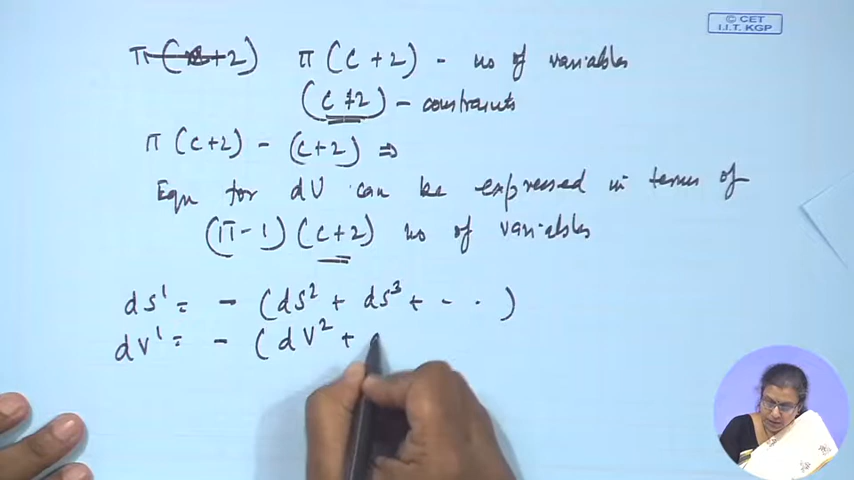 © CET
I.I.T. KGP
π(c+2) π(c+2) - no of variables
(c+2) - constraints
π(c+2) - (c+2) ⇒
Eqn for dU can be expressed in terms of
(π-1)(c+2) no of variables
dS¹ = - (dS² + dS³ + - - )
dV¹ = - (dV² +